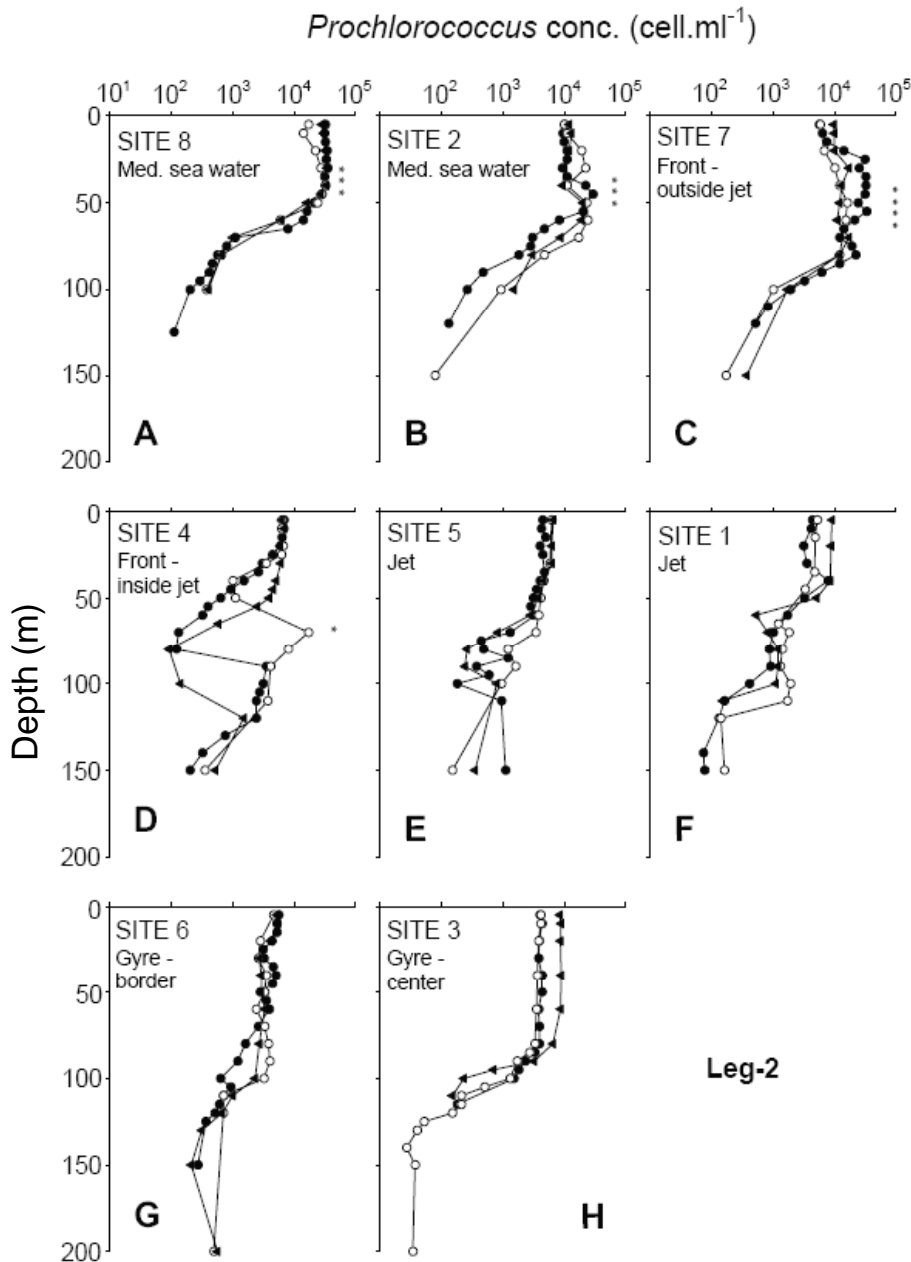 Prochlorococcus conc. (cell.ml⁻¹)
10¹ 10² 10³ 10⁴ 10⁵ 10² 10³ 10⁴ 10⁵ 10² 10³ 10⁴ 10⁵
0
50
100
150
200
SITE 8
Med. sea water
* * *
A
SITE 2
Med. sea water
* * *
B
SITE 7
Front -
outside jet
* * * *
C
Depth (m)
0
50
100
150
200
SITE 4
Front -
inside jet
*
D
SITE 5
Jet
E
SITE 1
Jet
F
0
50
100
150
200
SITE 6
Gyre -
border
G
SITE 3
Gyre -
center
H
Leg-2